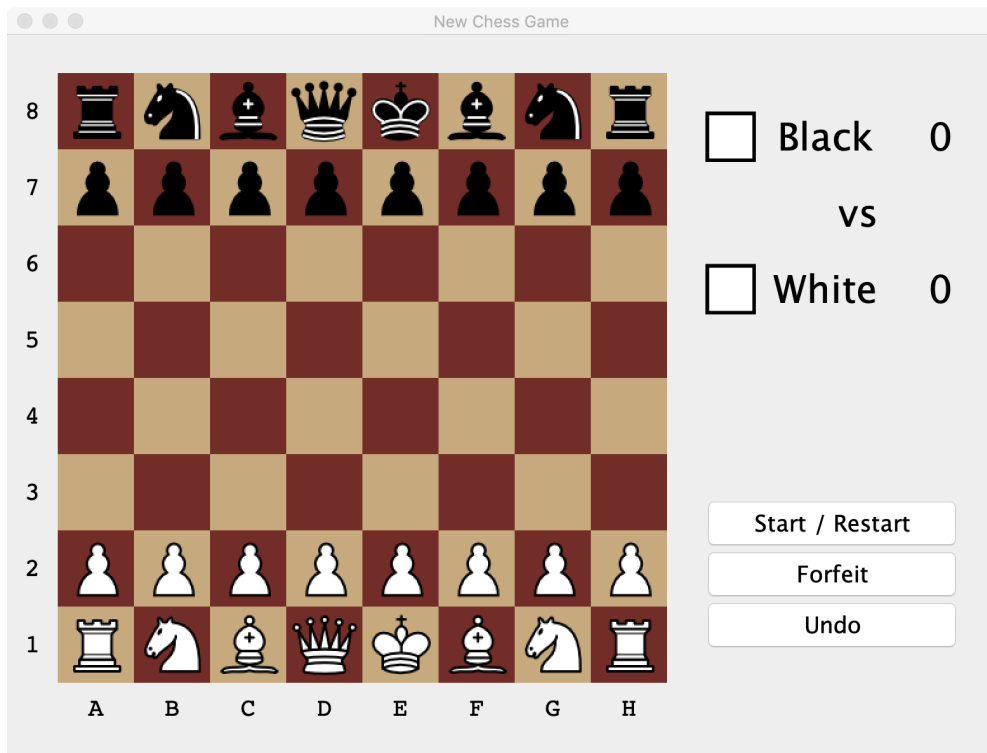 New Chess Game
8
7
6
5
4
3
2
1
A B C D E F G H
Black 0
vs
White 0
Start / Restart
Forfeit
Undo